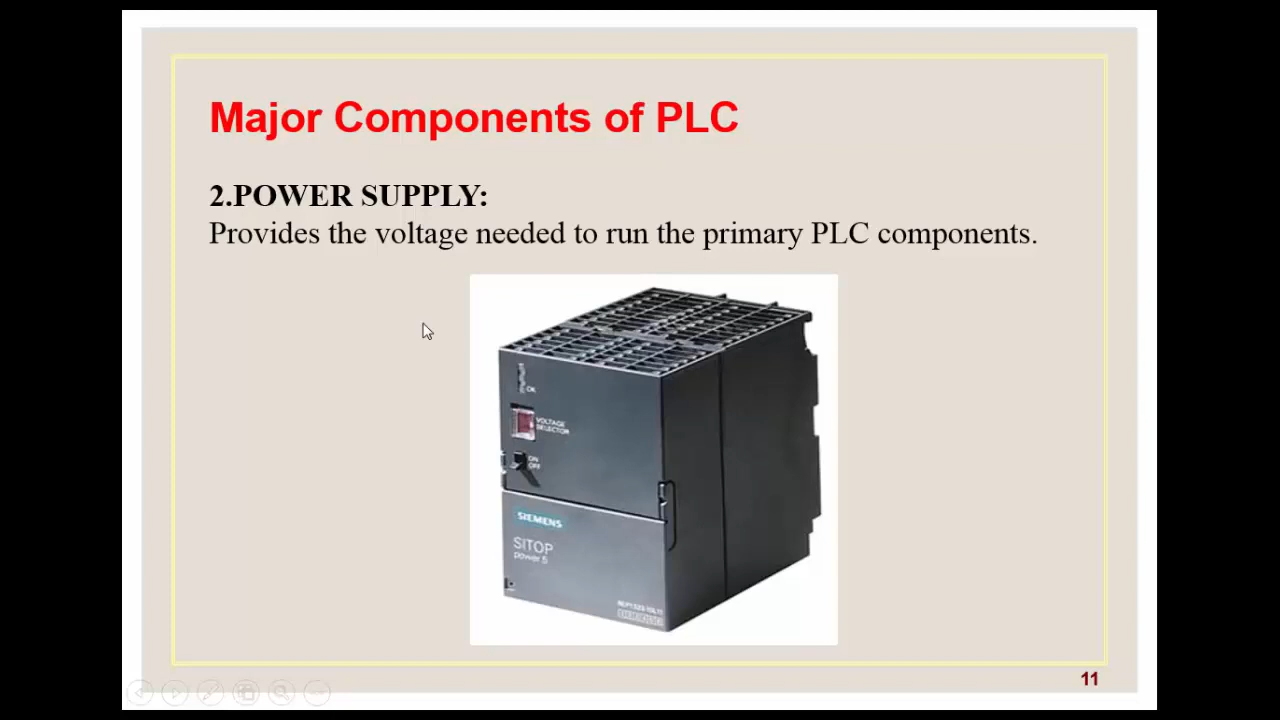 Major Components of PLC
2.POWER SUPPLY:
Provides the voltage needed to run the primary PLC components.
OK
VOLTAGE
SELECTOR
ON
OFF
SIEMENS
SITOP
power 5
11